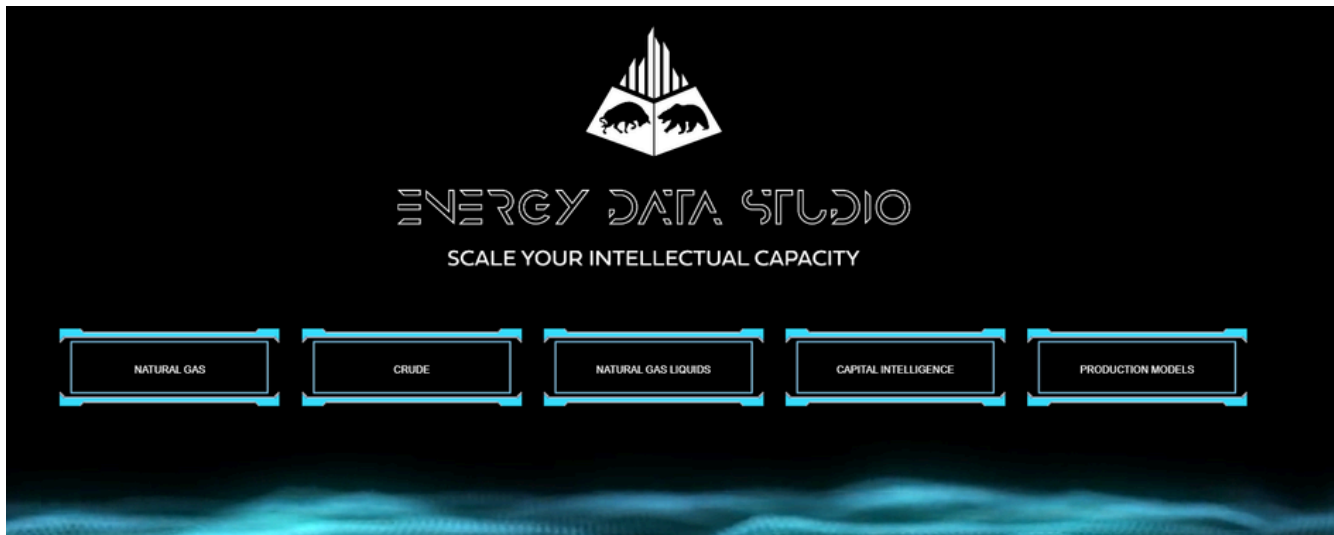 ENERGY DATA STUDIO
SCALE YOUR INTELLECTUAL CAPACITY
NATURAL GAS
CRUDE
NATURAL GAS LIQUIDS
CAPITAL INTELLIGENCE
PRODUCTION MODELS